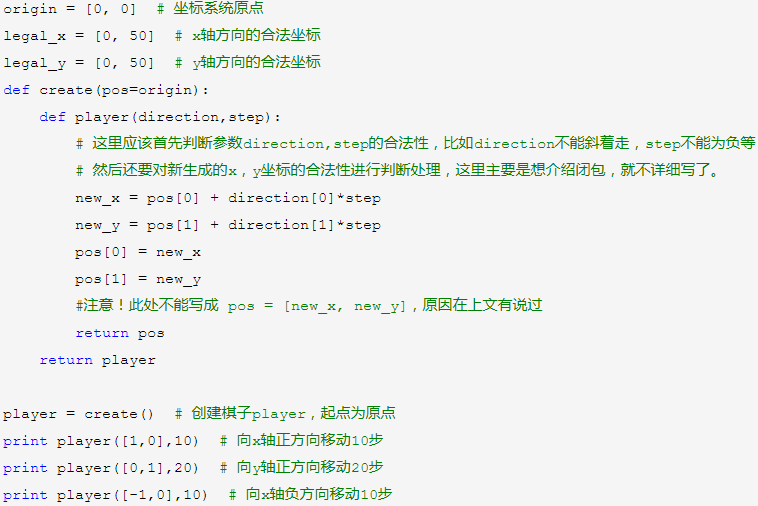 origin = [0, 0]  # 坐标系统原点
legal_x = [0, 50]  # x轴方向的合法坐标
legal_y = [0, 50]  # y轴方向的合法坐标
def create(pos=origin):
    def player(direction,step):
        # 这里应该首先判断参数direction,step的合法性，比如direction不能斜着走，step不能为负等
        # 然后还要对新生成的x，y坐标的合法性进行判断处理，这里主要是想介绍闭包，就不详细写了。
        new_x = pos[0] + direction[0]*step
        new_y = pos[1] + direction[1]*step
        pos[0] = new_x
        pos[1] = new_y
        #注意！此处不能写成 pos = [new_x, new_y]，原因在上文有说过
        return pos
    return player
player = create()  # 创建棋子player，起点为原点
print player([1,0],10)  # 向x轴正方向移动10步
print player([0,1],20)  # 向y轴正方向移动20步
print player([-1,0],10)  # 向x轴负方向移动10步